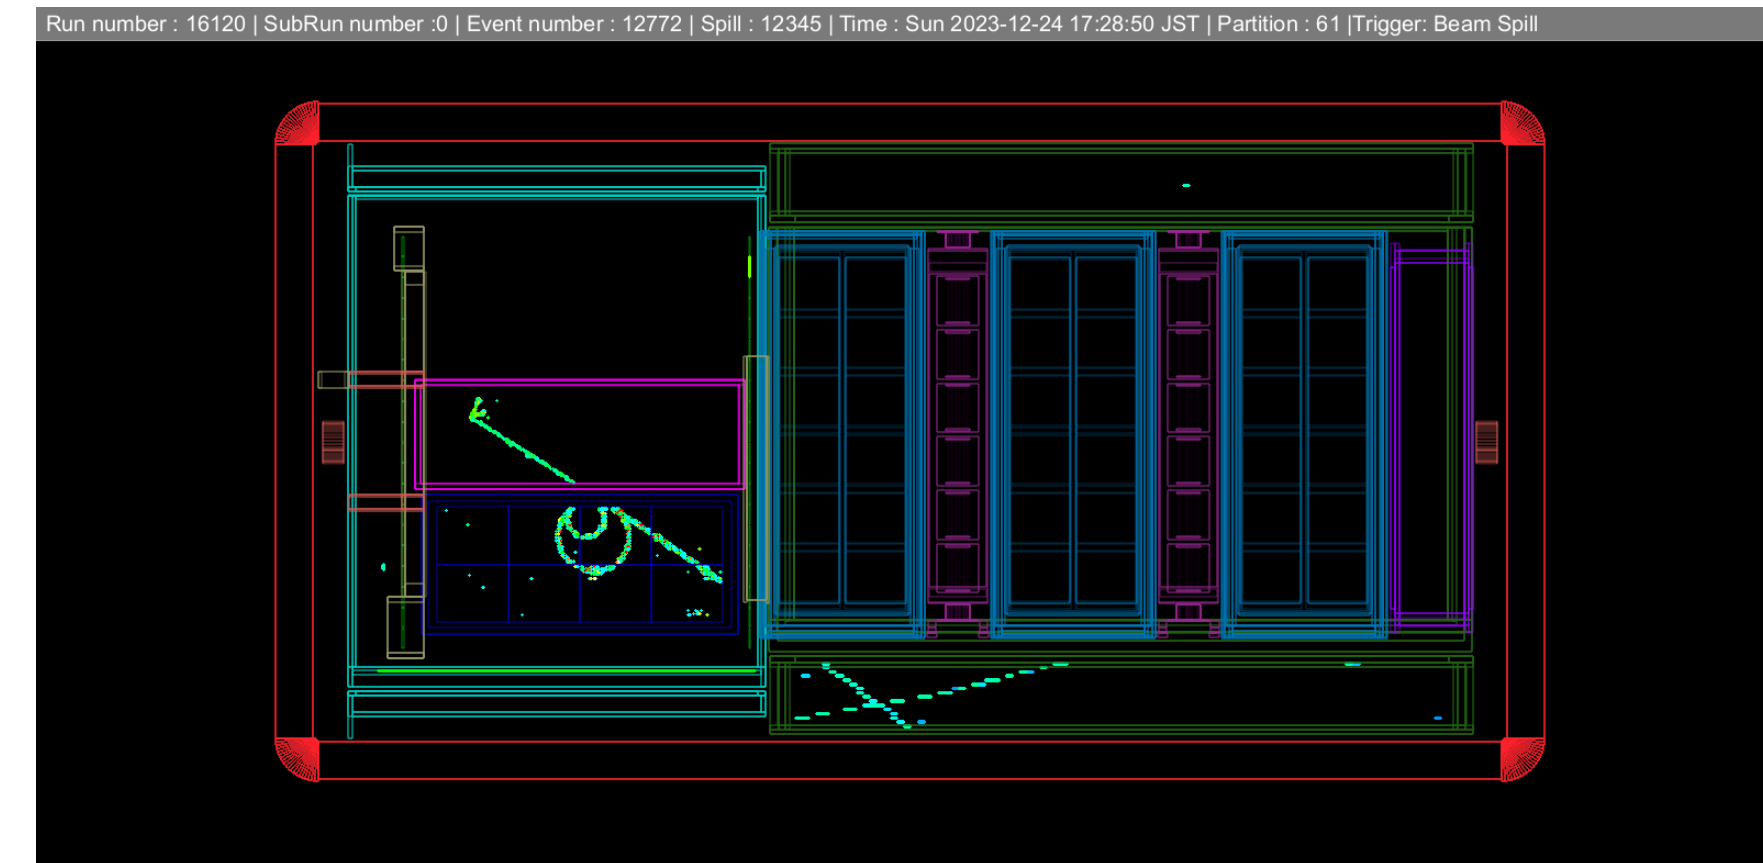 Run number : 16120 | SubRun number :0 | Event number : 12772 | Spill : 12345 | Time : Sun 2023-12-24 17:28:50 JST | Partition : 61 |Trigger: Beam Spill